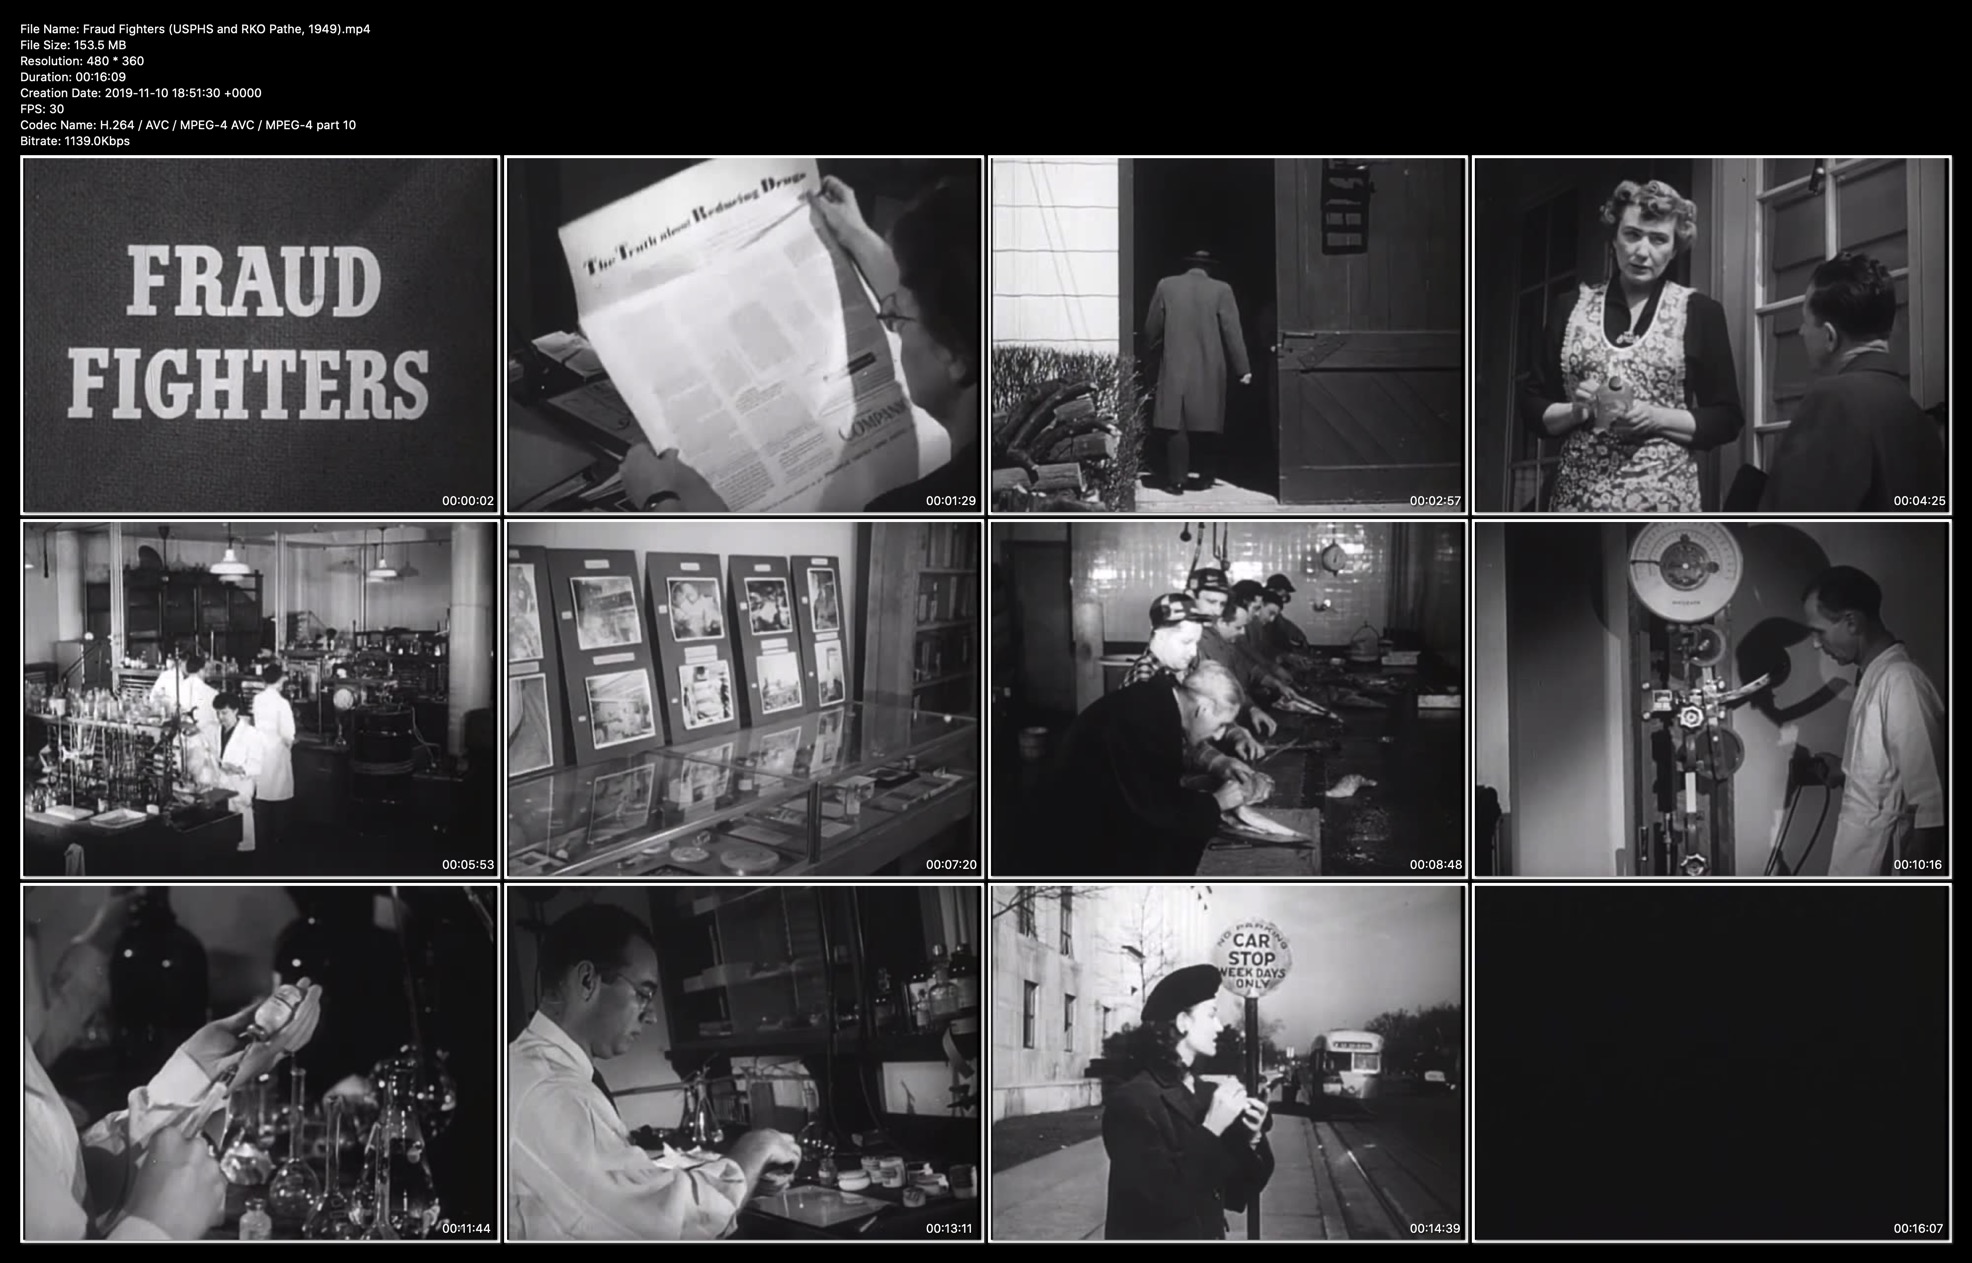 File Name: Fraud Fighters (USPHS and RKO Pathe, 1949).mp4
File Size: 153.5 MB
Resolution: 480 * 360
Duration: 00:16:09
Creation Date: 2019-11-10 18:51:30 +0000
FPS: 30
Codec Name: H.264 / AVC / MPEG-4 AVC / MPEG-4 part 10
Bitrate: 1139.0Kbps
FRAUD
FIGHTERS
00:00:02
The Truth about Reducing Drugs
COMPANY
00:01:29
00:02:57
00:04:25
00:05:53
00:07:20
00:08:48
00:10:16
00:11:44
00:13:11
NO PARKING
CAR
STOP
WEEK DAYS
ONLY
00:14:39
00:16:07